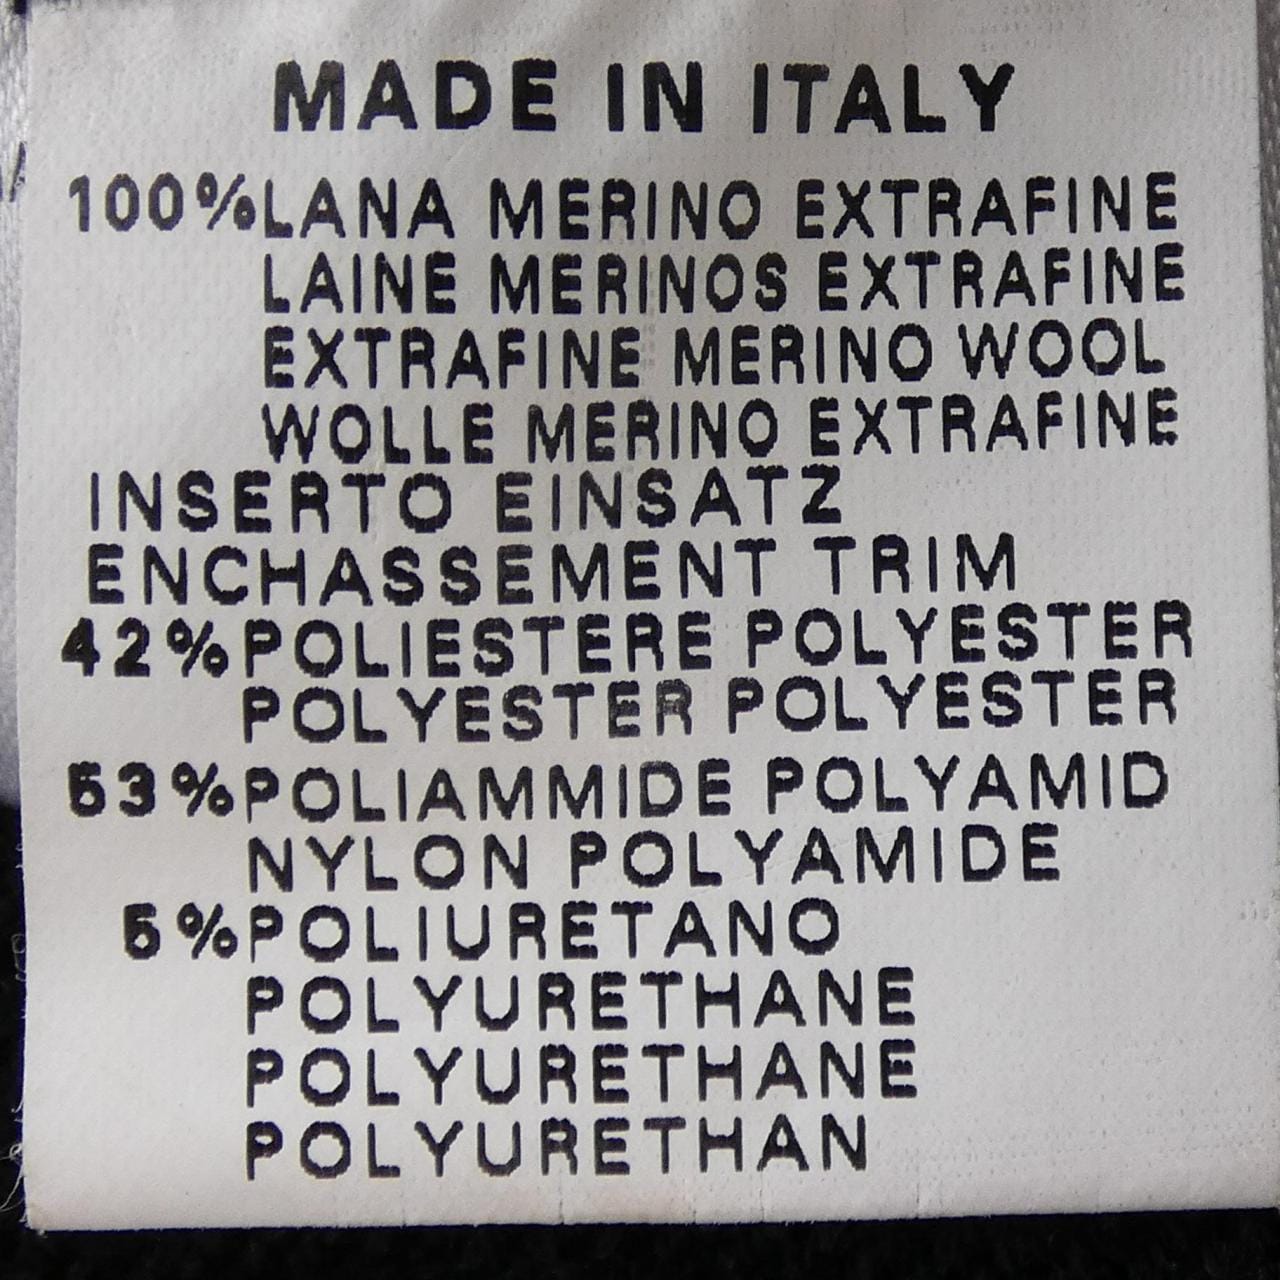 MADE IN ITALY
100%LANA MERINO EXTRAFINE
LAINE MERINOS EXTRAFINE
EXTRAFINE MERINO WOOL
WOLLE MERINO EXTRAFINE
INSERTO EINSATZ
ENCHASSEMENT TRIM
42%POLIESTERE POLYESTER
POLYESTER POLYESTER
53%POLIAMMIDE POLYAMID
NYLON POLYAMIDE
5%POLIURETANO
POLYURETHANE
POLYURETHANE
POLYURETHAN